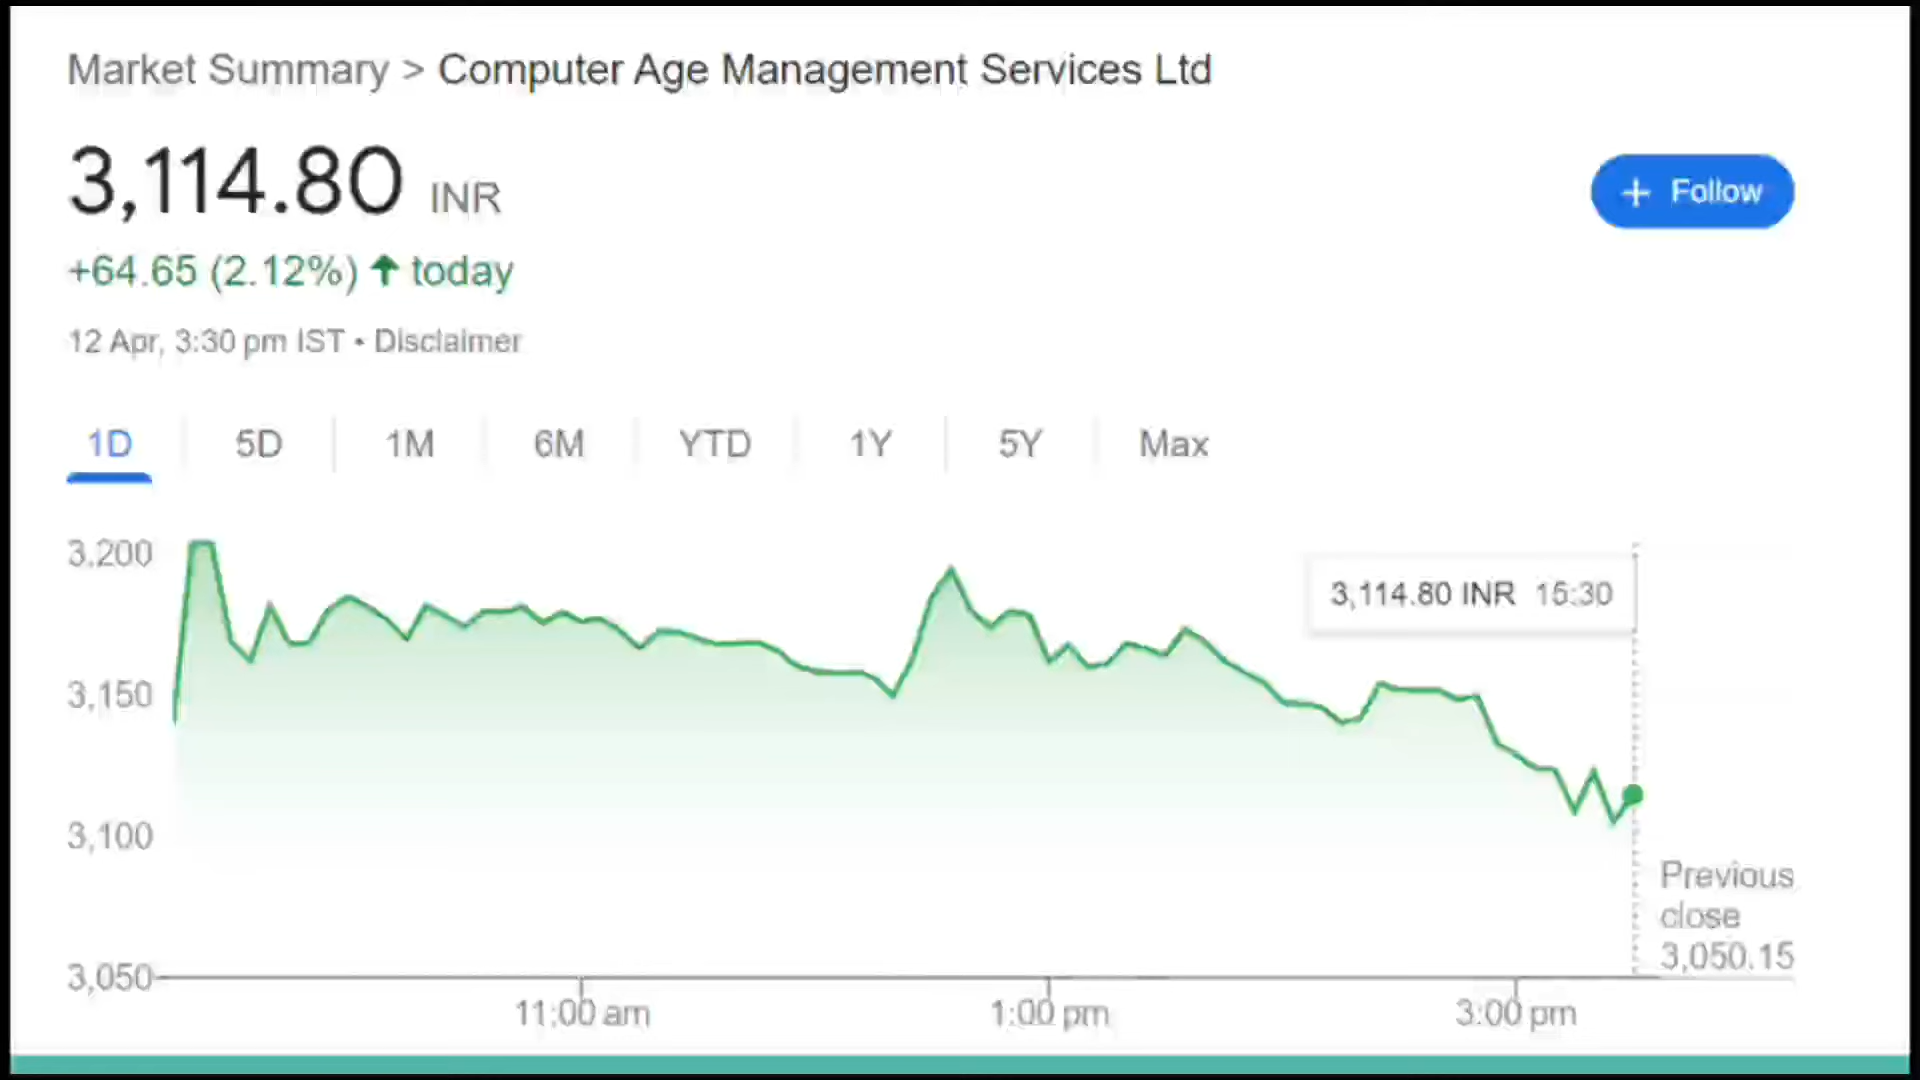 Market Summary > Computer Age Management Services Ltd
3,114.80 INR
+ Follow
+64.65 (2.12%) ↑ today
12 Apr, 3:30 pm IST • Disclaimer
1D 5D 1M 6M YTD 1Y 5Y Max
3,200
3,114.80 INR 15:30
3,150
3,100
Previous
close
3,050.15
3,050
11:00 am 1:00 pm 3:00 pm